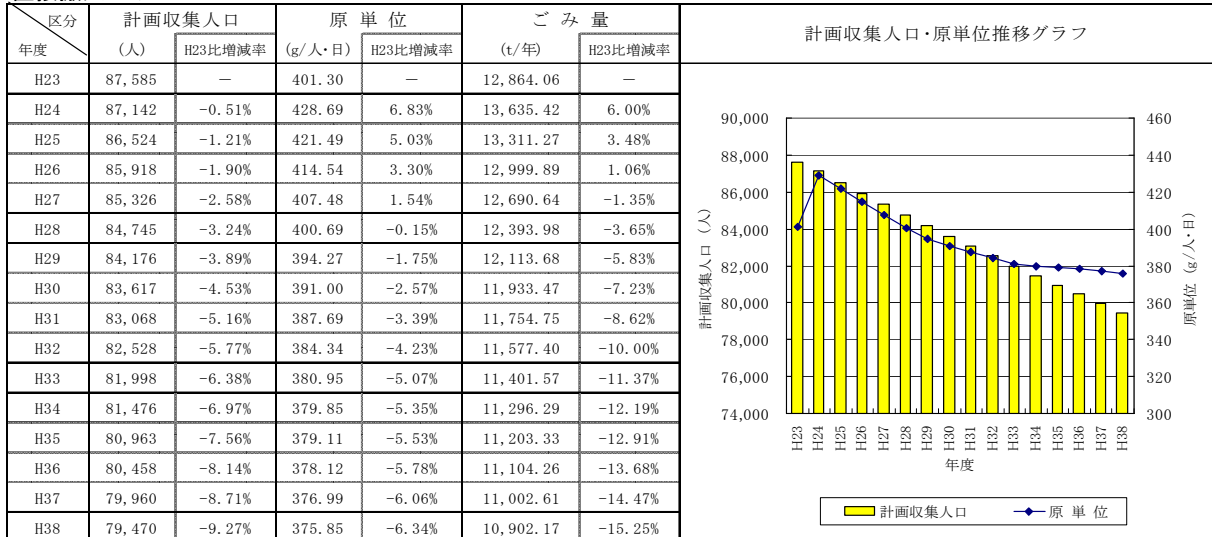 区分 計画収集人口 原 単 位 ご み 量
年度 (人) H23比増減率 (g/人・日) H23比増減率 (t/年) H23比増減率
H23 87,585 － 401.30 － 12,864.06 －
H24 87,142 -0.51% 428.69 6.83% 13,635.42 6.00%
H25 86,524 -1.21% 421.49 5.03% 13,311.27 3.48%
H26 85,918 -1.90% 414.54 3.30% 12,999.89 1.06%
H27 85,326 -2.58% 407.48 1.54% 12,690.64 -1.35%
H28 84,745 -3.24% 400.69 -0.15% 12,393.98 -3.65%
H29 84,176 -3.89% 394.27 -1.75% 12,113.68 -5.83%
H30 83,617 -4.53% 391.00 -2.57% 11,933.47 -7.23%
H31 83,068 -5.16% 387.69 -3.39% 11,754.75 -8.62%
H32 82,528 -5.77% 384.34 -4.23% 11,577.40 -10.00%
H33 81,998 -6.38% 380.95 -5.07% 11,401.57 -11.37%
H34 81,476 -6.97% 379.85 -5.35% 11,296.29 -12.19%
H35 80,963 -7.56% 379.11 -5.53% 11,203.33 -12.91%
H36 80,458 -8.14% 378.12 -5.78% 11,104.26 -13.68%
H37 79,960 -8.71% 376.99 -6.06% 11,002.61 -14.47%
H38 79,470 -9.27% 375.85 -6.34% 10,902.17 -15.25%
計画収集人口・原単位推移グラフ
計画収集人口 (人)
90,000
88,000
86,000
84,000
82,000
80,000
78,000
76,000
74,000
460
440
420
400
380
360
340
320
300
原単位 (g/人・日)
H23 H24 H25 H26 H27 H28 H29 H30 H31 H32 H33 H34 H35 H36 H37 H38
年度
計画収集人口 原 単 位